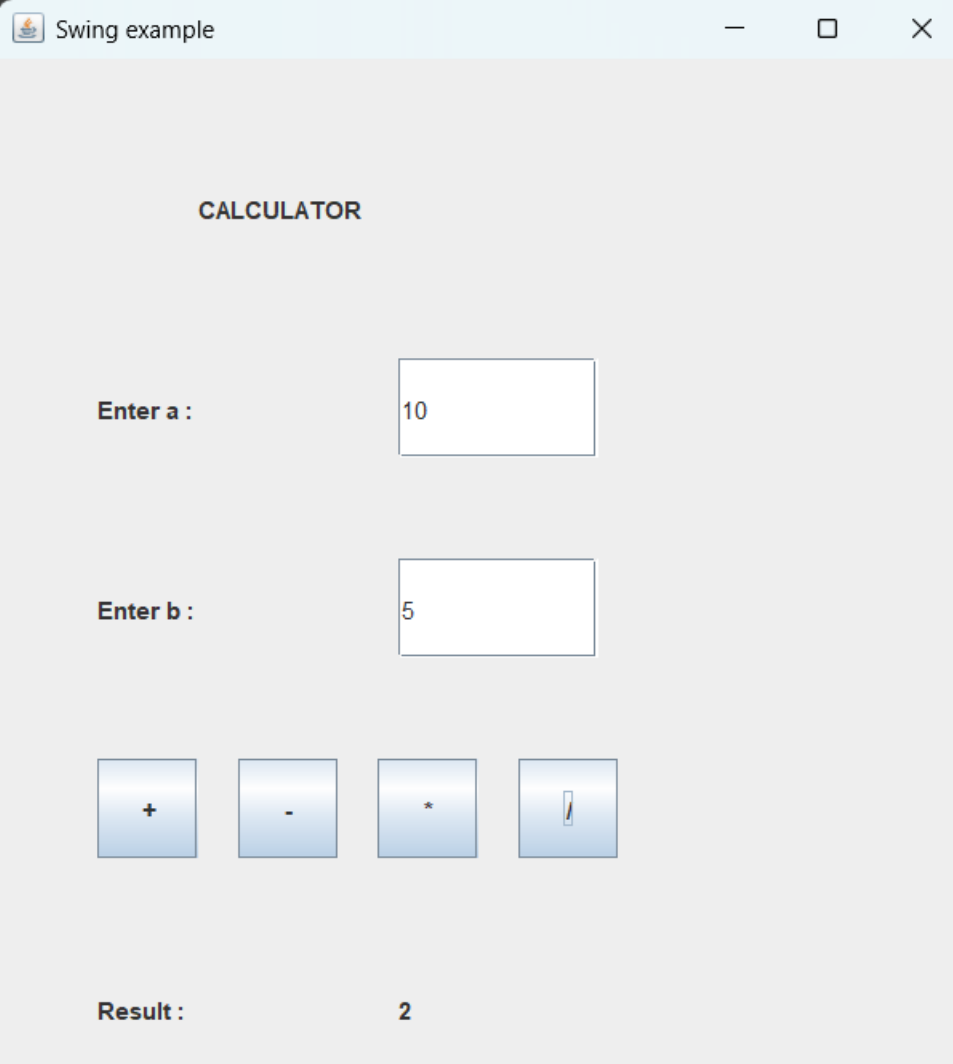 Swing example
CALCULATOR
Enter a : 10
Enter b : 5
+ - * /
Result : 2